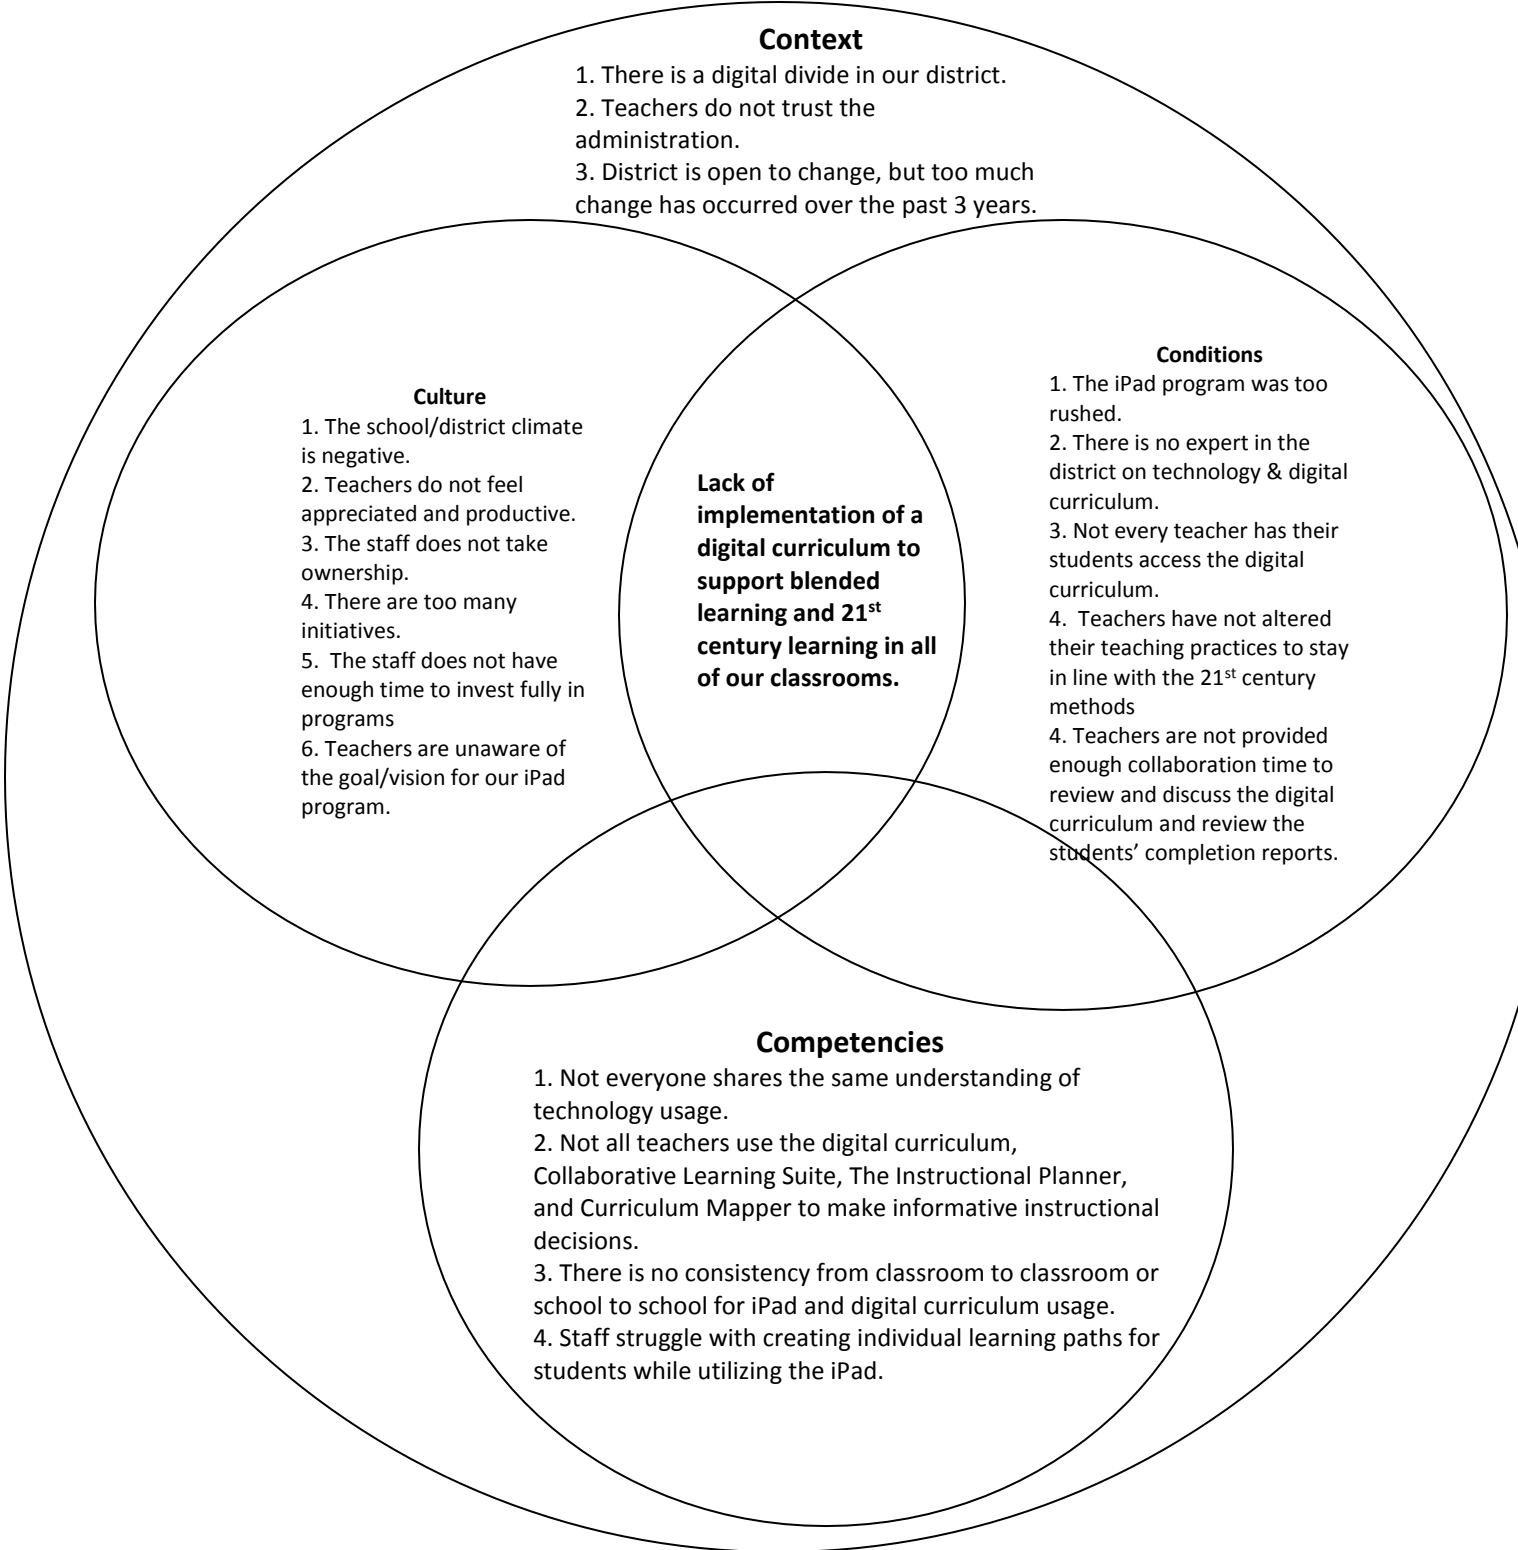 Context
1. There is a digital divide in our district.
2. Teachers do not trust the
administration.
3. District is open to change, but too much
change has occurred over the past 3 years.
Culture
1. The school/district climate
is negative.
2. Teachers do not feel
appreciated and productive.
3. The staff does not take
ownership.
4. There are too many
initiatives.
5.  The staff does not have
enough time to invest fully in
programs
6. Teachers are unaware of
the goal/vision for our iPad
program.
Lack of
implementation of a
digital curriculum to
support blended
learning and 21st
century learning in all
of our classrooms.
Conditions
1. The iPad program was too
rushed.
2. There is no expert in the
district on technology & digital
curriculum.
3. Not every teacher has their
students access the digital
curriculum.
4.  Teachers have not altered
their teaching practices to stay
in line with the 21st century
methods
4. Teachers are not provided
enough collaboration time to
review and discuss the digital
curriculum and review the
students’ completion reports.
Competencies
1. Not everyone shares the same understanding of
technology usage.
2. Not all teachers use the digital curriculum,
Collaborative Learning Suite, The Instructional Planner,
and Curriculum Mapper to make informative instructional
decisions.
3. There is no consistency from classroom to classroom or
school to school for iPad and digital curriculum usage.
4. Staff struggle with creating individual learning paths for
students while utilizing the iPad.